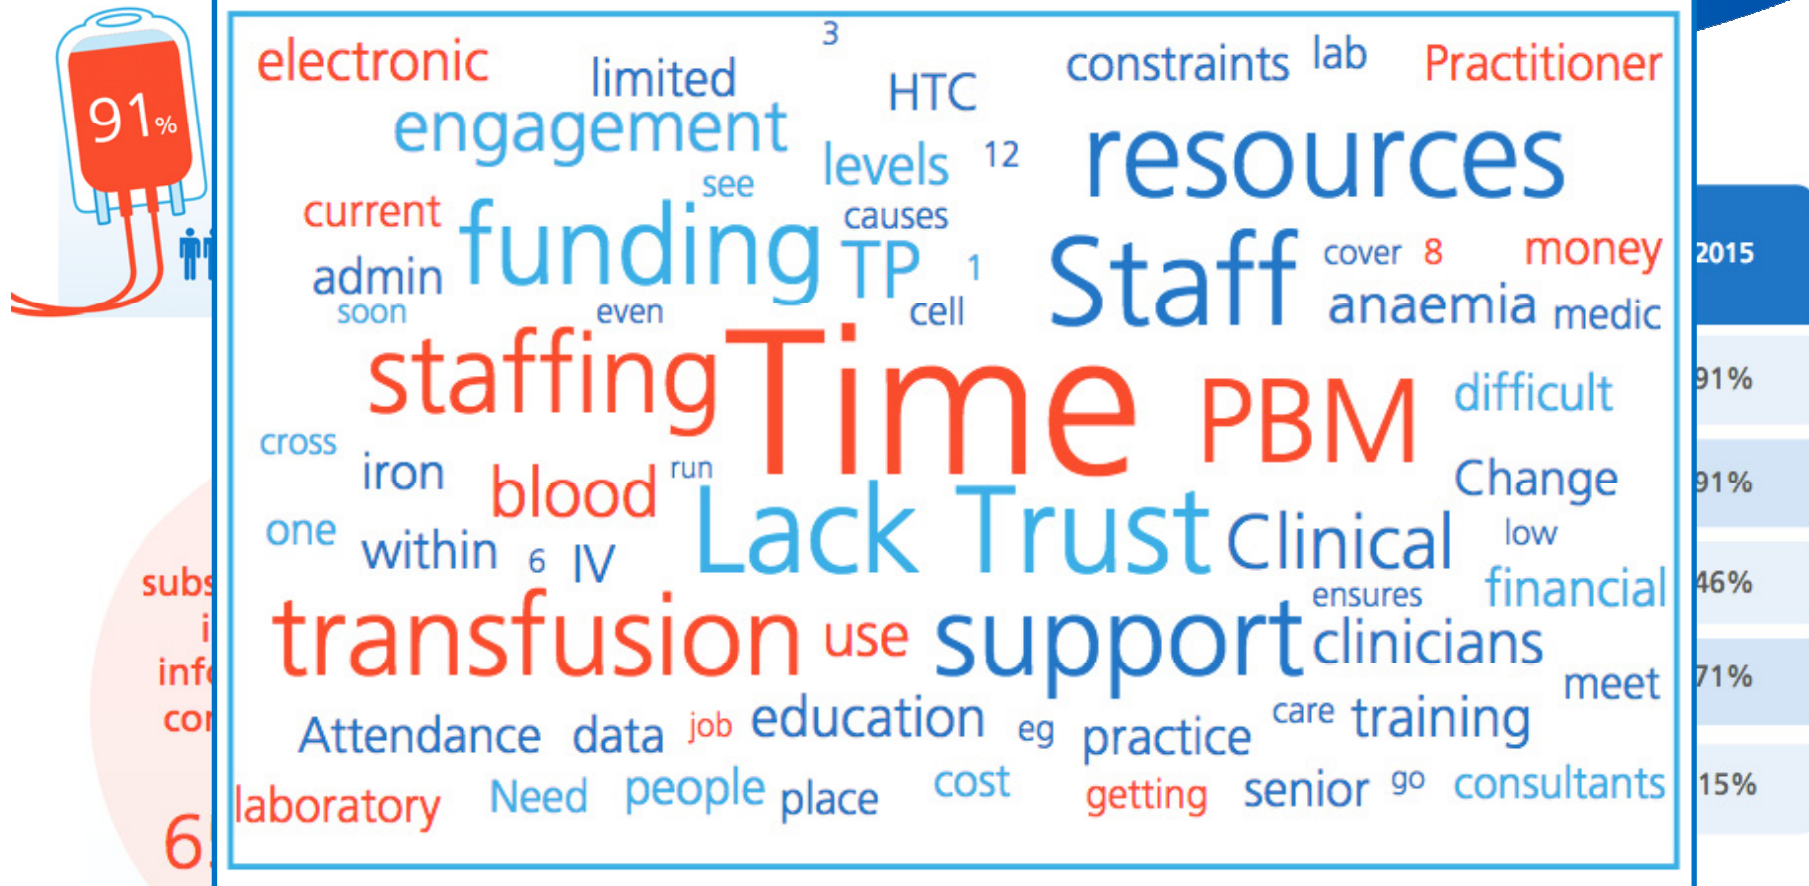 91%
electronic
limited
3
HTC
constraints
lab
Practitioner
engagement
see
levels
12
resources
current
funding
causes
TP
1
Staff
cover
8
money
admin
soon
even
cell
anaemia
medic
staffing
Time
PBM
difficult
cross
iron
blood
run
Change
one
within
6
IV
Lack
Trust
Clinical
low
ensures
financial
transfusion
use
support
clinicians
meet
Attendance
data
job
education
eg
practice
care
training
laboratory
Need
people
place
cost
getting
senior
go
consultants
2015
91%
91%
46%
71%
15%